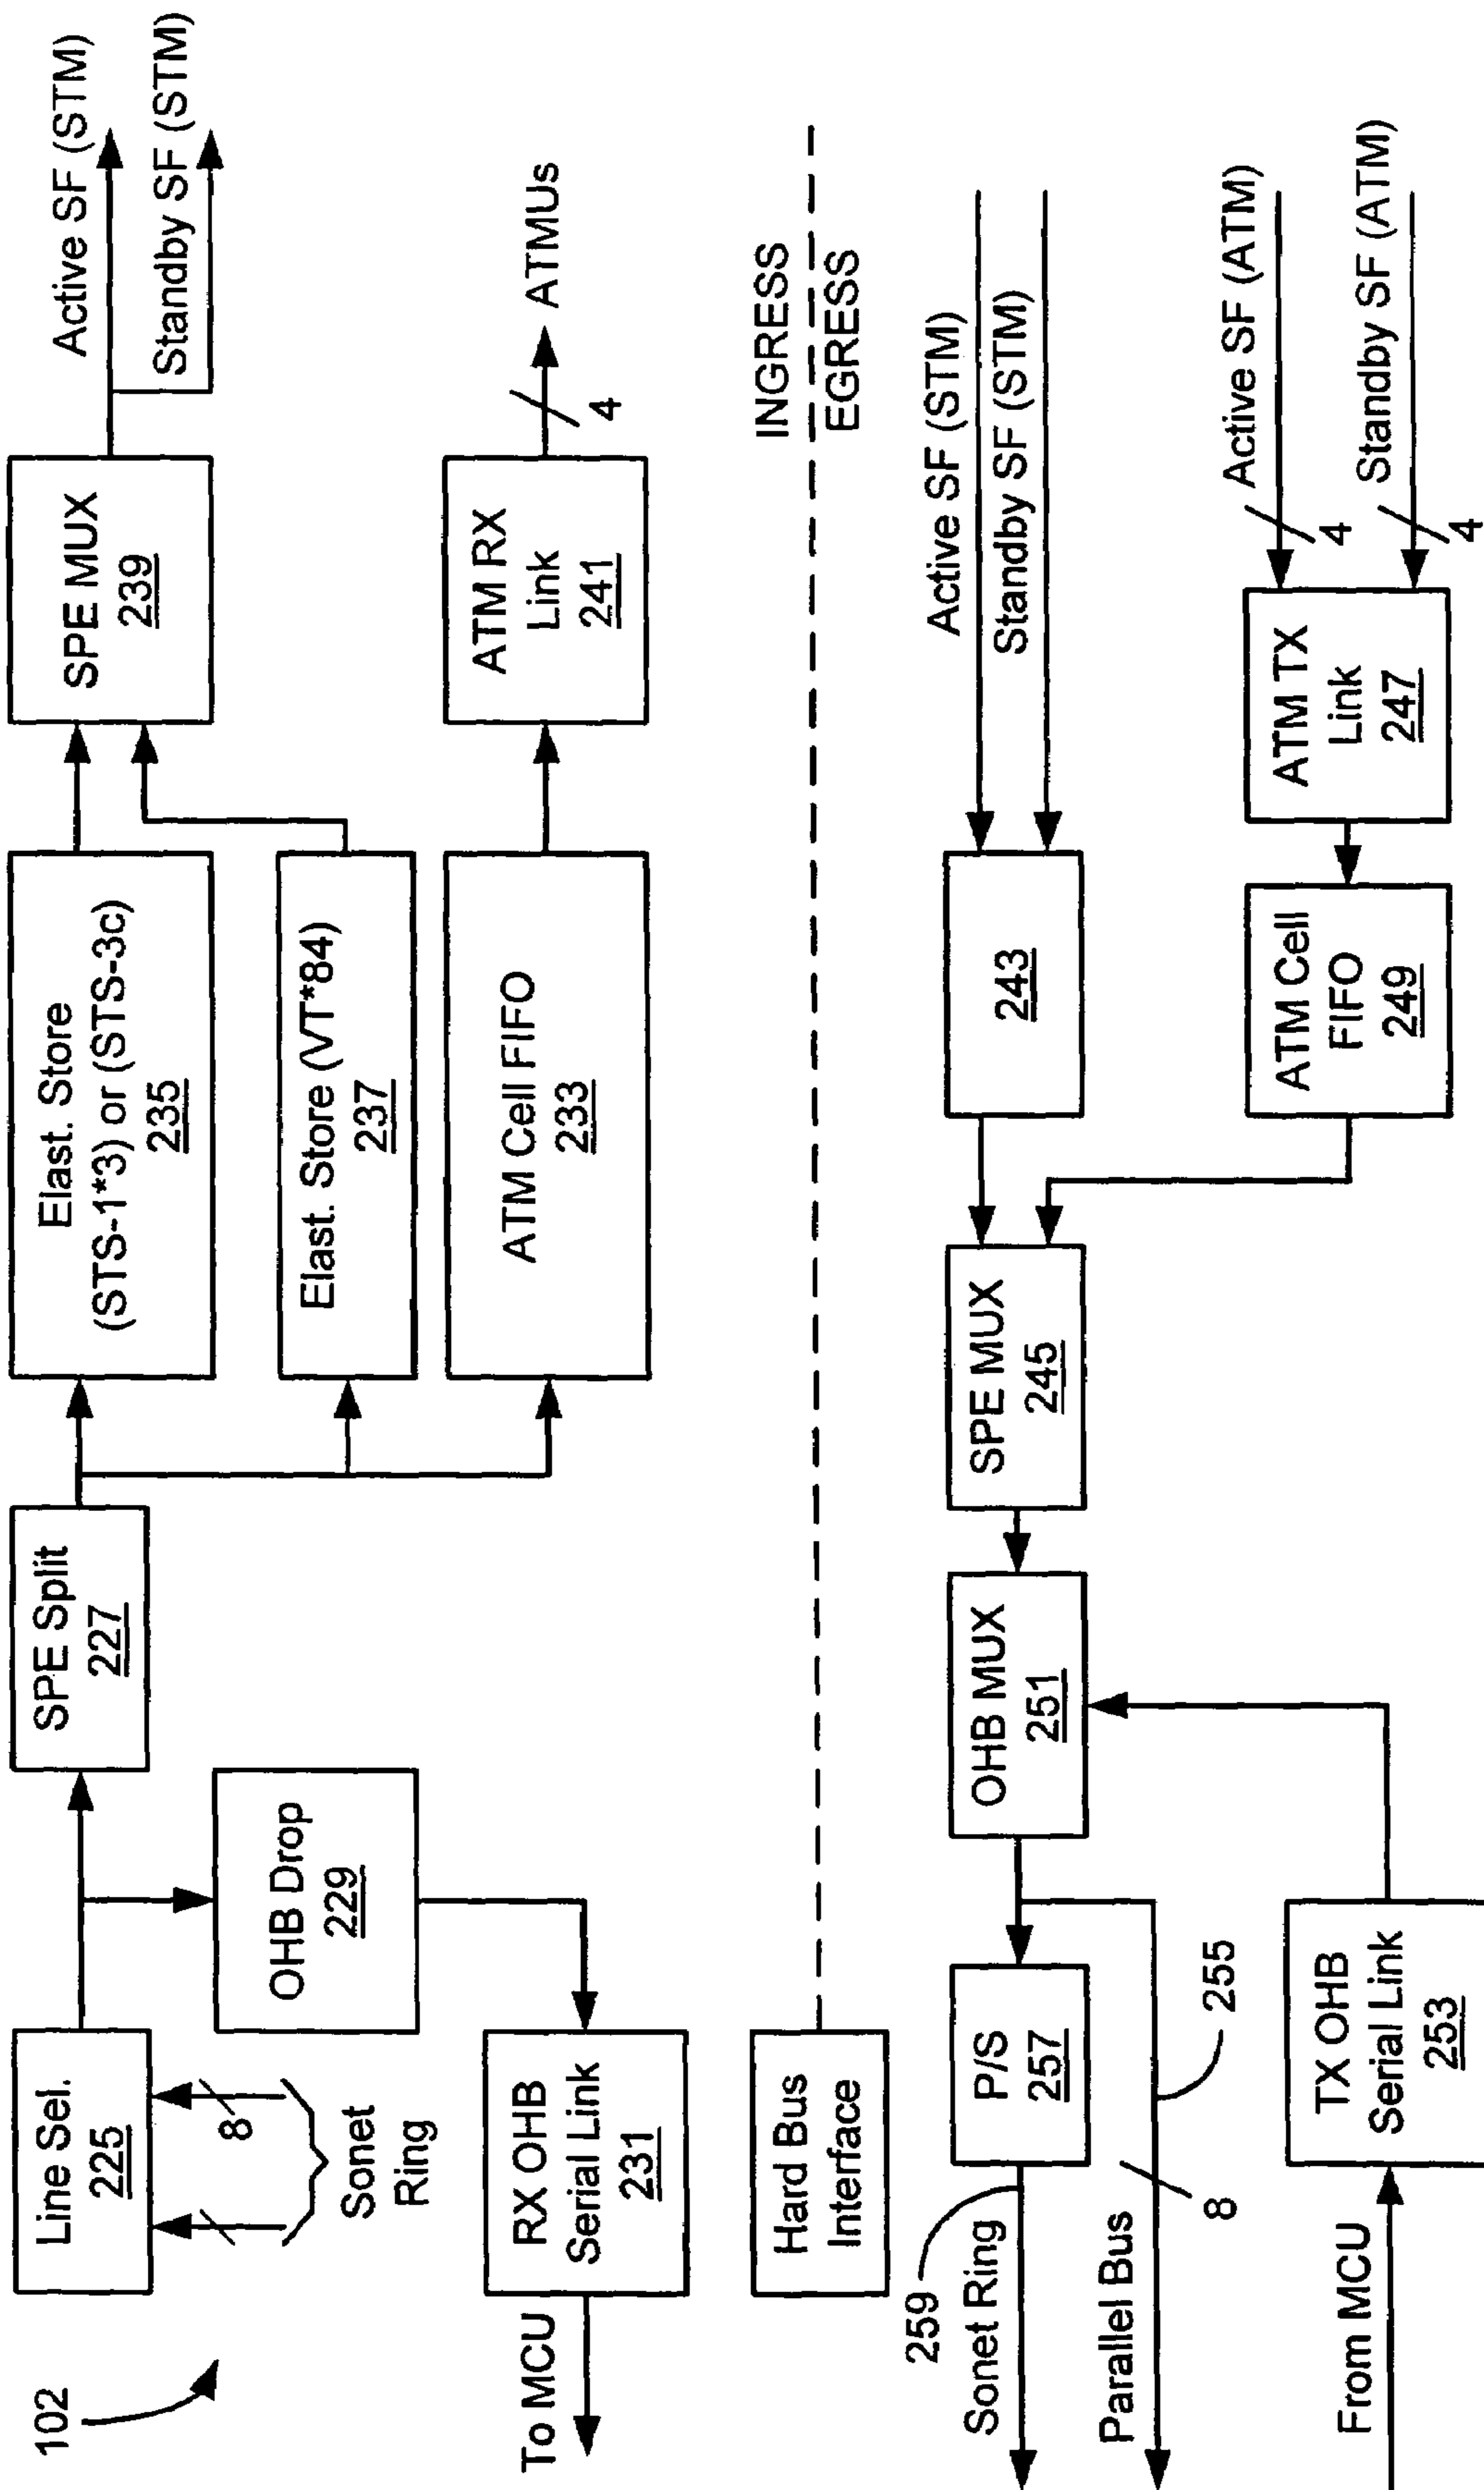 102
Line Sel.
225
8
8
Sonet
Ring
OHB Drop
229
RX OHB
Serial Link
231
To MCU
SPE Split
227
Elast. Store
(STS-1*3) or (STS-3c)
235
Elast. Store (VT*84)
237
ATM Cell FIFO
233
SPE MUX
239
ATM RX
Link
241
Active SF (STM)
Standby SF (STM)
4
ATMUs
Hard Bus
Interface
INGRESS
EGRESS
259
Sonet Ring
Parallel Bus
8
255
P/S
257
From MCU
TX OHB
Serial Link
253
OHB MUX
251
SPE MUX
245
243
ATM Cell
FIFO
249
ATM TX
Link
247
Active SF (STM)
Standby SF (STM)
4
Active SF (ATM)
4
Standby SF (ATM)